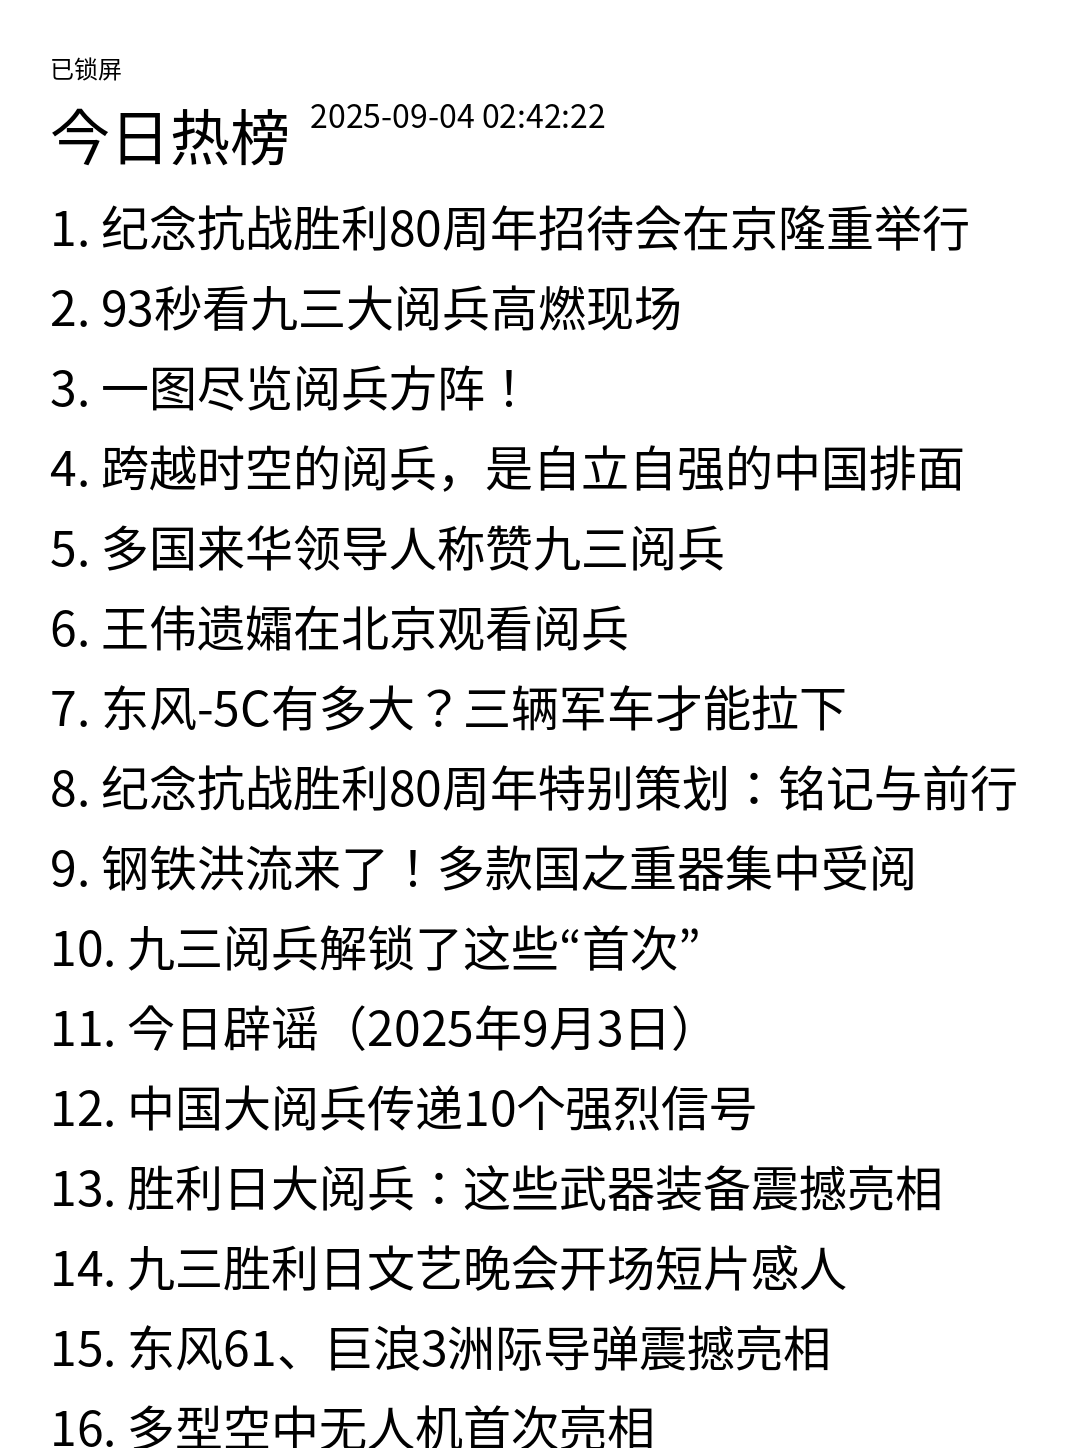 已锁屏
今日热榜 2025-09-04 02:42:22
1. 纪念抗战胜利80周年招待会在京隆重举行
2. 93秒看九三大阅兵高燃现场
3. 一图尽览阅兵方阵！
4. 跨越时空的阅兵，是自立自强的中国排面
5. 多国来华领导人称赞九三阅兵
6. 王伟遗孀在北京观看阅兵
7. 东风-5C有多大？三辆军车才能拉下
8. 纪念抗战胜利80周年特别策划：铭记与前行
9. 钢铁洪流来了！多款国之重器集中受阅
10. 九三阅兵解锁了这些“首次”
11. 今日辟谣（2025年9月3日）
12. 中国大阅兵传递10个强烈信号
13. 胜利日大阅兵：这些武器装备震撼亮相
14. 九三胜利日文艺晚会开场短片感人
15. 东风61、巨浪3洲际导弹震撼亮相
16. 多型空中无人机首次亮相